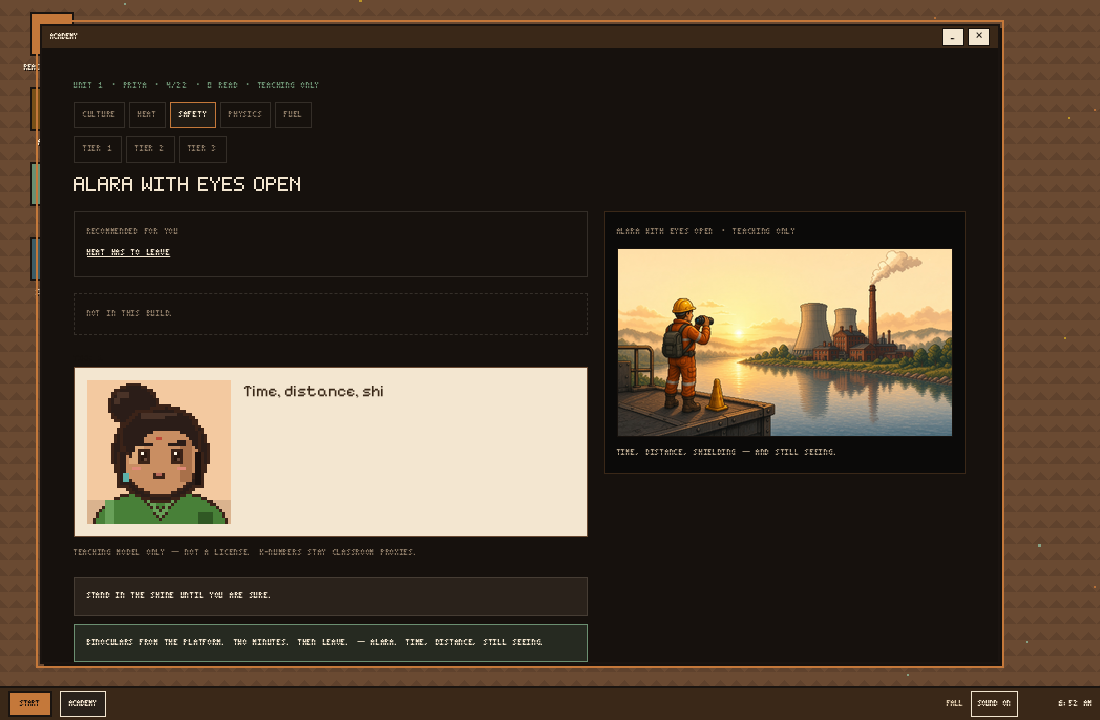 ACADEMY
-
×
UNIT 1 · PRIYA · 4/22 · READ · TEACHING ONLY
CULTURE HEAT SAFETY PHYSICS FUEL
TIER 1 TIER 2 TIER 3
ALARA WITH EYES OPEN
RECOMMENDED FOR YOU
HEAT HAS TO LEAVE
NOT IN THIS BUILD.
Time, distance, shi
TEACHING MODEL ONLY — NOT A LICENSE. K-NUMBERS STAY CLASSROOM PROXIES.
STAND IN THE SHINE UNTIL YOU ARE SURE.
BINOCULARS FROM THE PLATFORM. TWO MINUTES. THEN LEAVE. — ALARA. TIME, DISTANCE, STILL SEEING.
ALARA WITH EYES OPEN · TEACHING ONLY
TIME, DISTANCE, SHIELDING — AND STILL SEEING.
START ACADEMY FALL SOUND ON 6:52 AM